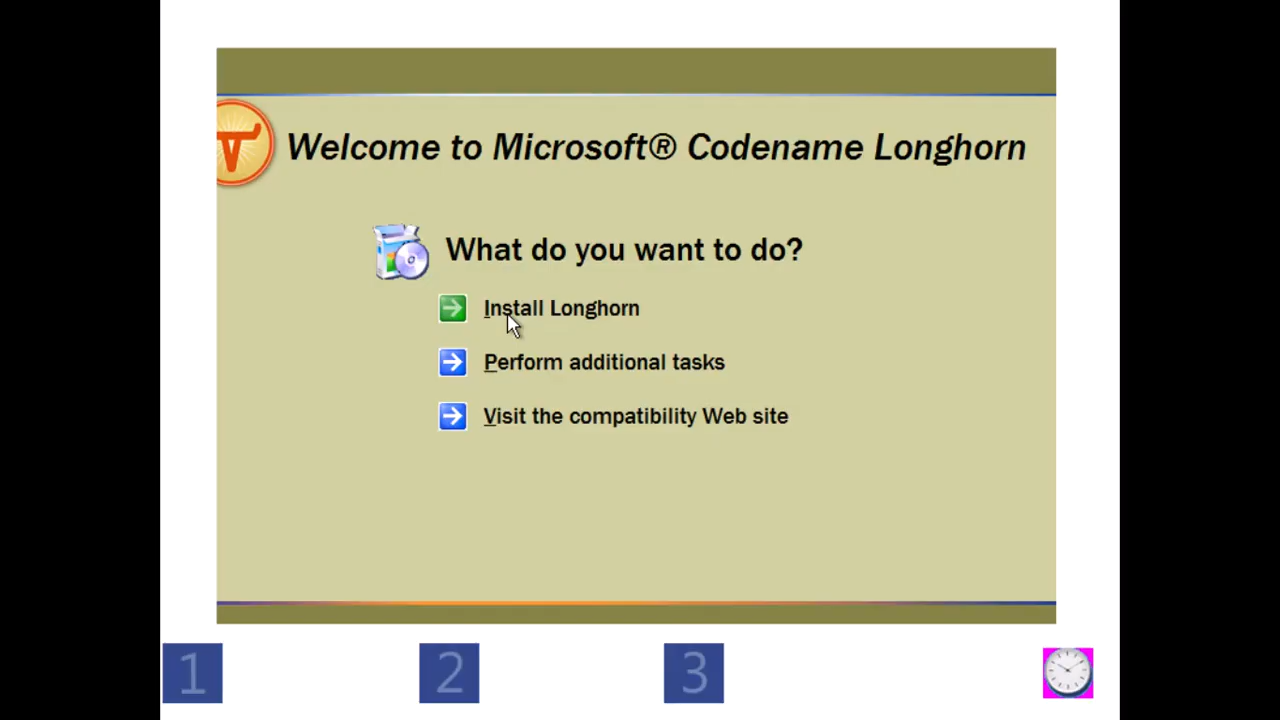 Welcome to Microsoft® Codename Longhorn
What do you want to do?
Install Longhorn
Perform additional tasks
Visit the compatibility Web site
1 2 3